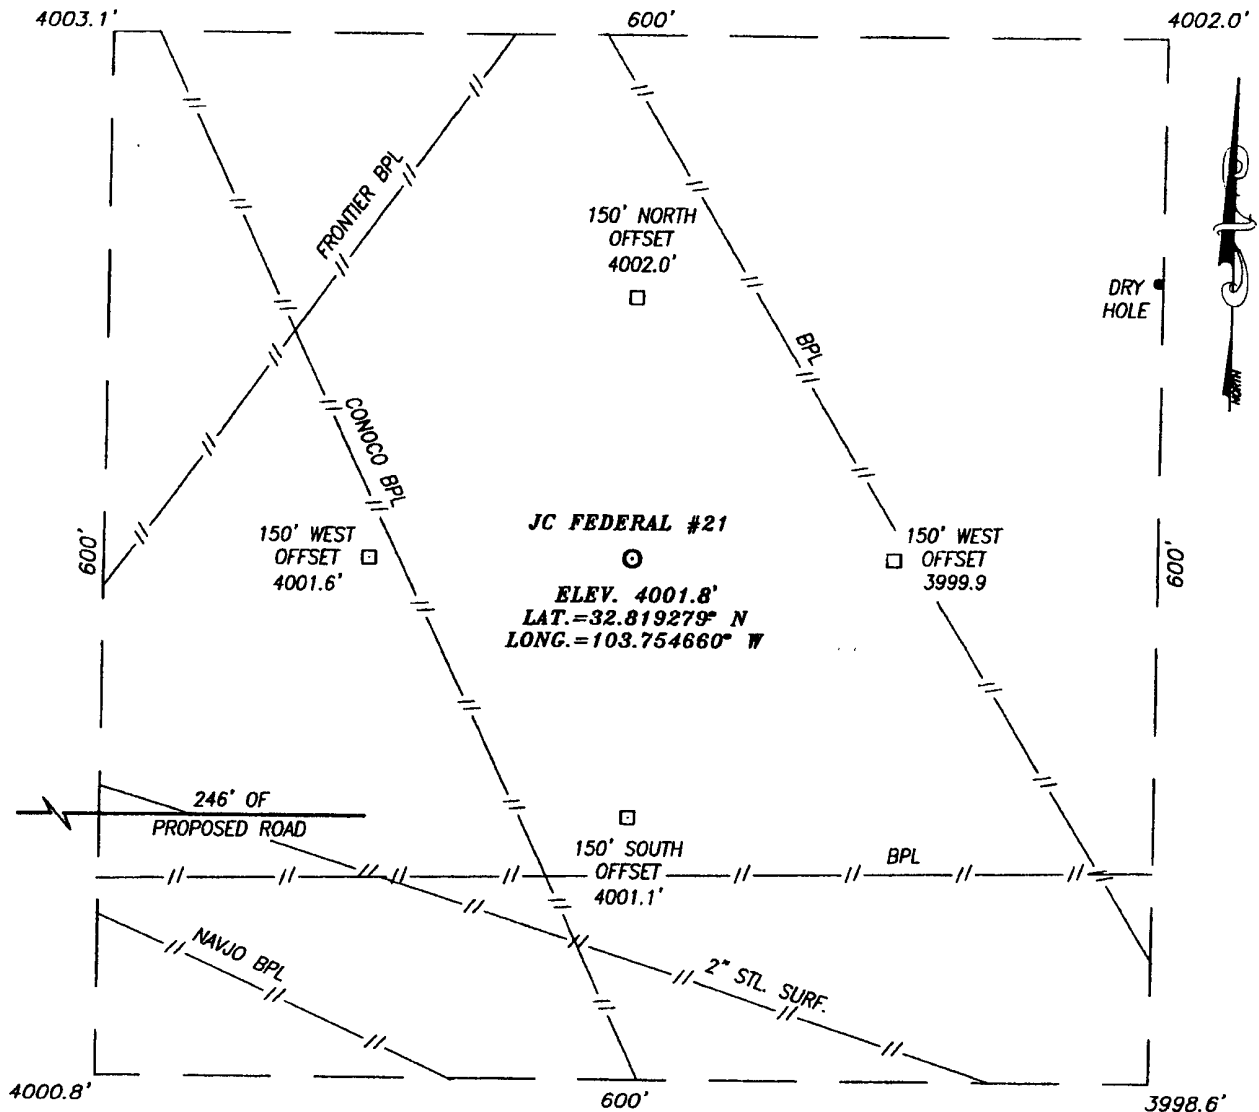 4003.1'
600'
4002.0'
FRONTIER BPL
150' NORTH
OFFSET
4002.0'
DRY
HOLE
NORTH
BPL
CONOCO BPL
600'
150' WEST
OFFSET
4001.6'
JC FEDERAL #21
ELEV. 4001.8'
LAT.=32.819279° N
LONG.=103.754660° W
150' WEST
OFFSET
3999.9
600'
246' OF
PROPOSED ROAD
150' SOUTH
OFFSET
4001.1'
BPL
NAVJO BPL
2" STL. SURF.
4000.8'
600'
3998.6'